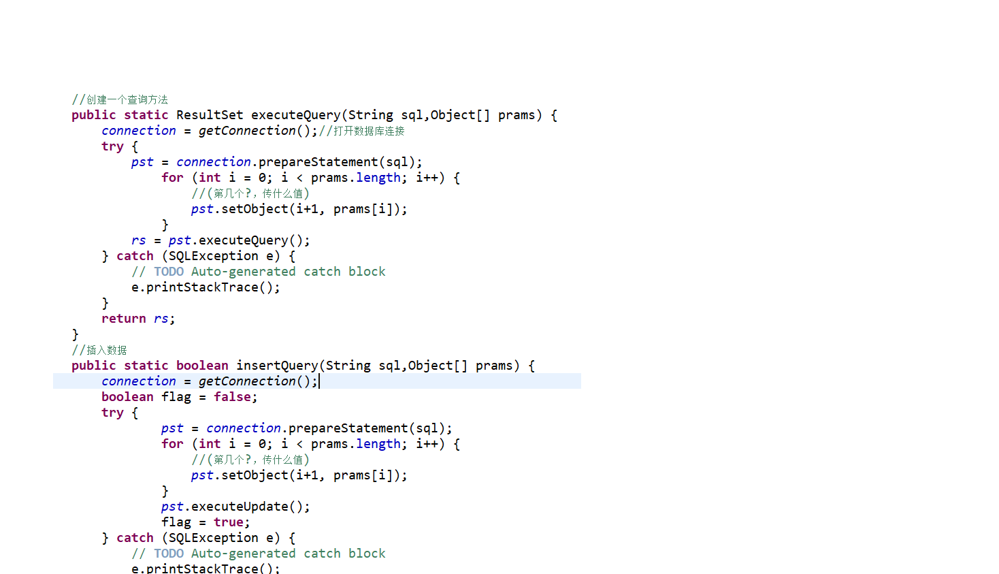 //创建一个查询方法
public static ResultSet executeQuery(String sql,Object[] prams) {
connection = getConnection();//打开数据库连接
try {
pst = connection.prepareStatement(sql);
for (int i = 0; i < prams.length; i++) {
//(第几个?，传什么值)
pst.setObject(i+1, prams[i]);
}
rs = pst.executeQuery();
} catch (SQLException e) {
// TODO Auto-generated catch block
e.printStackTrace();
}
return rs;
}
//插入数据
public static boolean insertQuery(String sql,Object[] prams) {
connection = getConnection();
boolean flag = false;
try {
pst = connection.prepareStatement(sql);
for (int i = 0; i < prams.length; i++) {
//(第几个?，传什么值)
pst.setObject(i+1, prams[i]);
}
pst.executeUpdate();
flag = true;
} catch (SQLException e) {
// TODO Auto-generated catch block
e.printStackTrace();